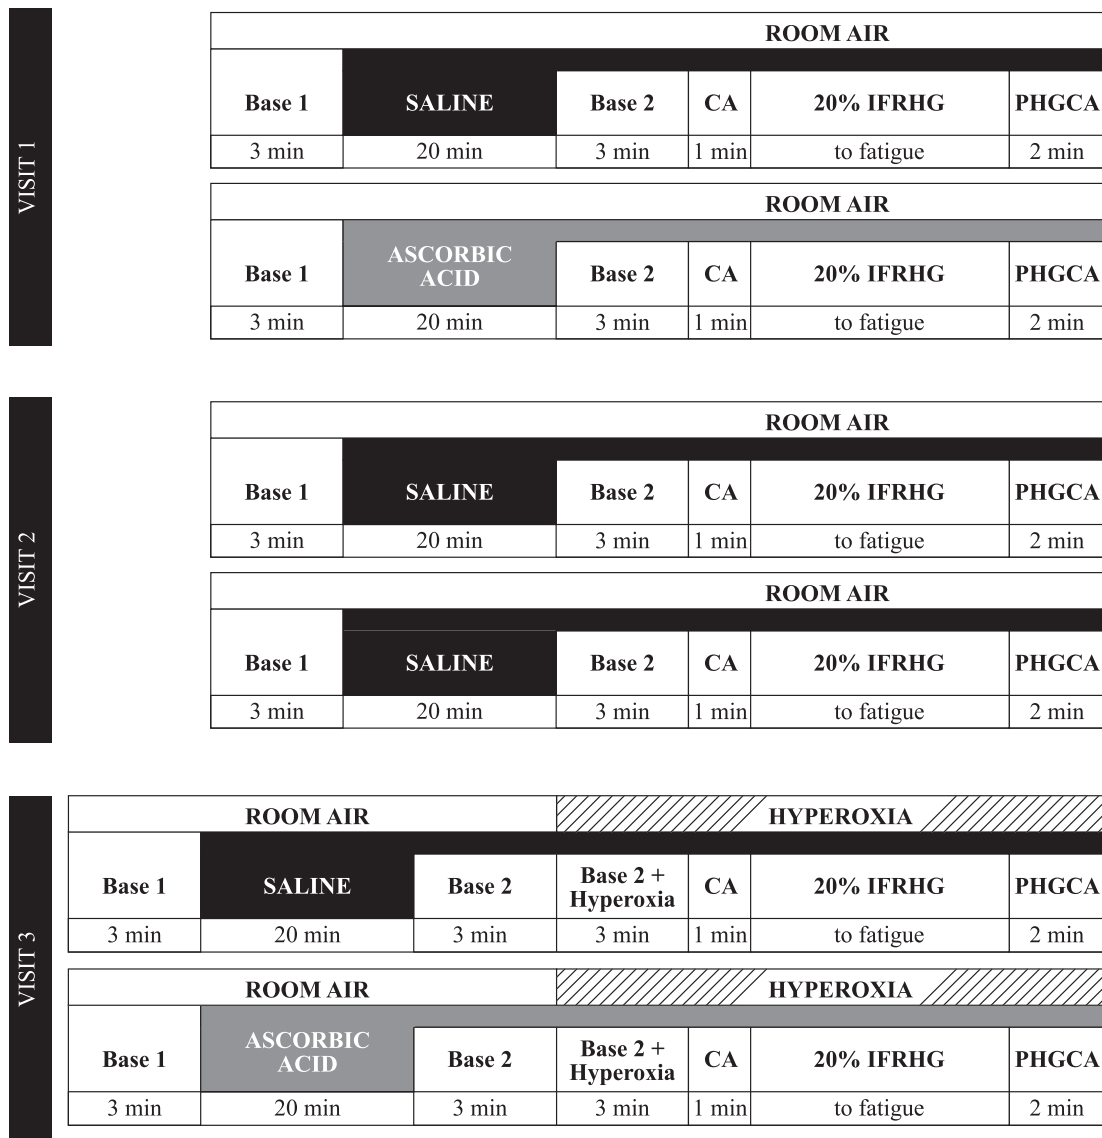 VISIT 1
ROOM AIR
Base 1 SALINE Base 2 CA 20% IFRHG PHGCA
3 min 20 min 3 min 1 min to fatigue 2 min
ROOM AIR
Base 1 ASCORBIC ACID Base 2 CA 20% IFRHG PHGCA
3 min 20 min 3 min 1 min to fatigue 2 min
VISIT 2
ROOM AIR
Base 1 SALINE Base 2 CA 20% IFRHG PHGCA
3 min 20 min 3 min 1 min to fatigue 2 min
ROOM AIR
Base 1 SALINE Base 2 CA 20% IFRHG PHGCA
3 min 20 min 3 min 1 min to fatigue 2 min
VISIT 3
ROOM AIR HYPEROXIA
Base 1 SALINE Base 2 Base 2 + Hyperoxia CA 20% IFRHG PHGCA
3 min 20 min 3 min 3 min 1 min to fatigue 2 min
ROOM AIR HYPEROXIA
Base 1 ASCORBIC ACID Base 2 Base 2 + Hyperoxia CA 20% IFRHG PHGCA
3 min 20 min 3 min 3 min 1 min to fatigue 2 min